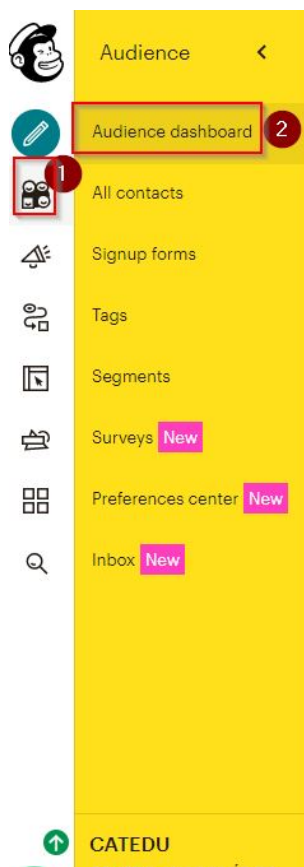 Audience
Audience dashboard 2
1
All contacts
Signup forms
Tags
Segments
Surveys New
Preferences center New
Inbox New
CATEDU